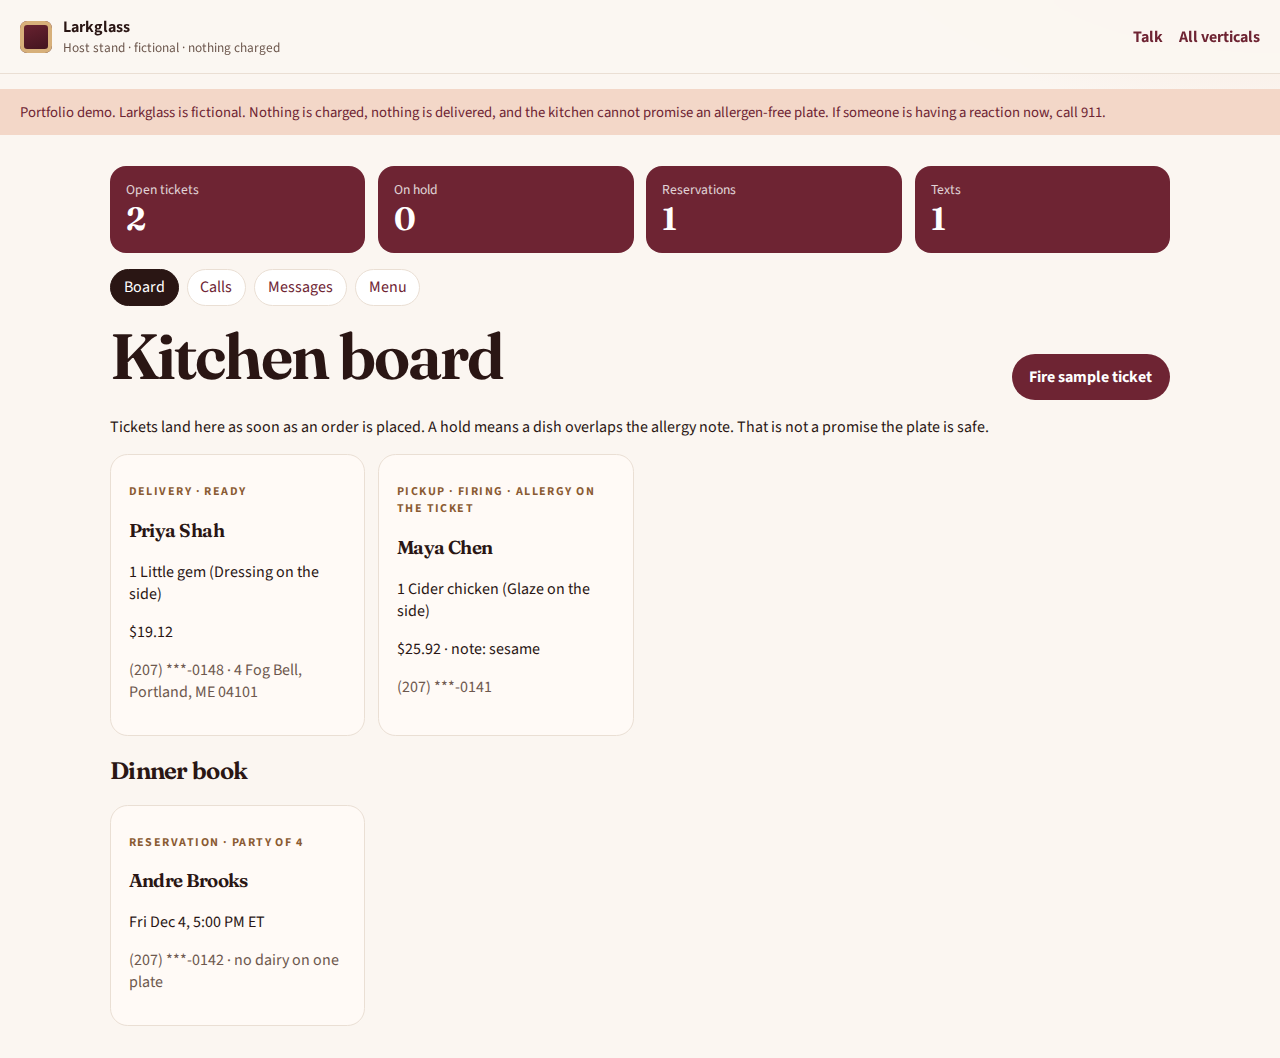 Larkglass
Host stand · fictional · nothing charged
Talk
All verticals
Portfolio demo. Larkglass is fictional. Nothing is charged, nothing is delivered, and the kitchen cannot promise an allergen-free plate. If someone is having a reaction now, call 911.
Open tickets
2
On hold
0
Reservations
1
Texts
1
Board
Calls
Messages
Menu
Kitchen board
Fire sample ticket
Tickets land here as soon as an order is placed. A hold means a dish overlaps the allergy note. That is not a promise the plate is safe.
DELIVERY · READY
Priya Shah
1 Little gem (Dressing on the
side)
$19.12
(207) ***-0148 · 4 Fog Bell,
Portland, ME 04101
PICKUP · FIRING · ALLERGY ON
THE TICKET
Maya Chen
1 Cider chicken (Glaze on the
side)
$25.92 · note: sesame
(207) ***-0141
Dinner book
RESERVATION · PARTY OF 4
Andre Brooks
Fri Dec 4, 5:00 PM ET
(207) ***-0142 · no dairy on one
plate